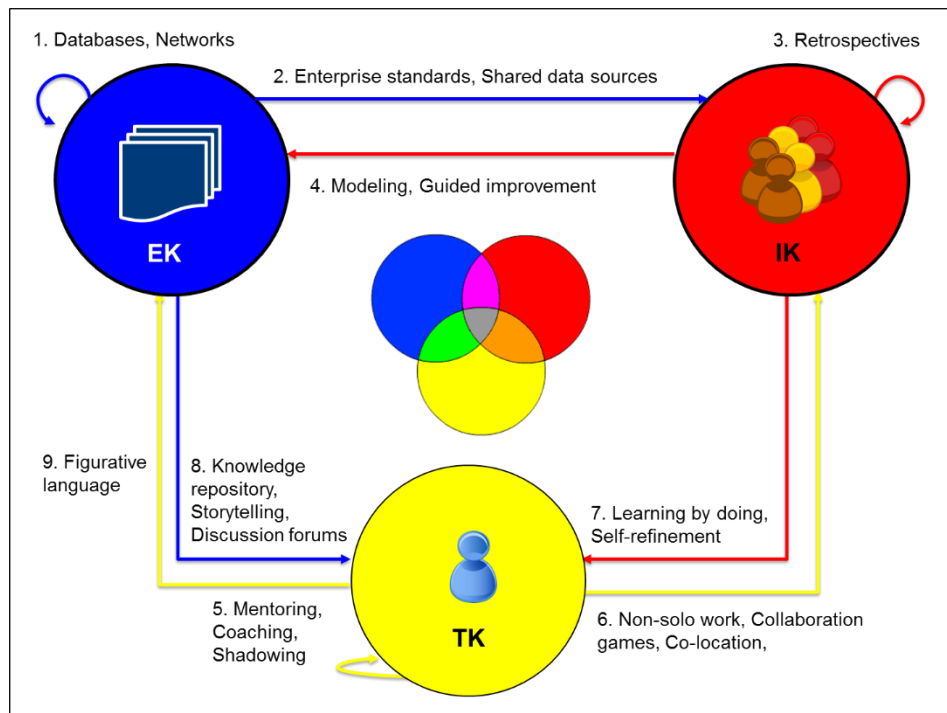 1. Databases, Networks
3. Retrospectives
2. Enterprise standards, Shared data sources
4. Modeling, Guided improvement
EK
IK
9. Figurative
language
8. Knowledge
repository,
Storytelling,
Discussion forums
7. Learning by doing,
Self-refinement
5. Mentoring,
Coaching,
Shadowing
TK
6. Non-solo work, Collaboration
games, Co-location,